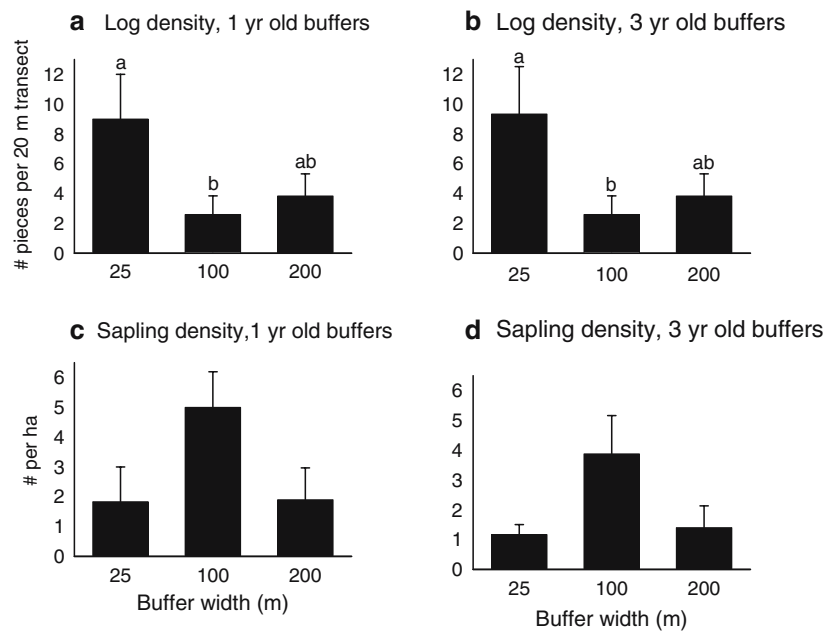 a Log density, 1 yr old buffers
# pieces per 20 m transect
12
10
8
6
4
2
0
a
b
ab
25 100 200
b Log density, 3 yr old buffers
12
10
8
6
4
2
0
a
b
ab
25 100 200
c Sapling density,1 yr old buffers
# per ha
6
5
4
3
2
1
0
25 100 200
Buffer width (m)
d Sapling density, 3 yr old buffers
6
5
4
3
2
1
0
25 100 200
Buffer width (m)